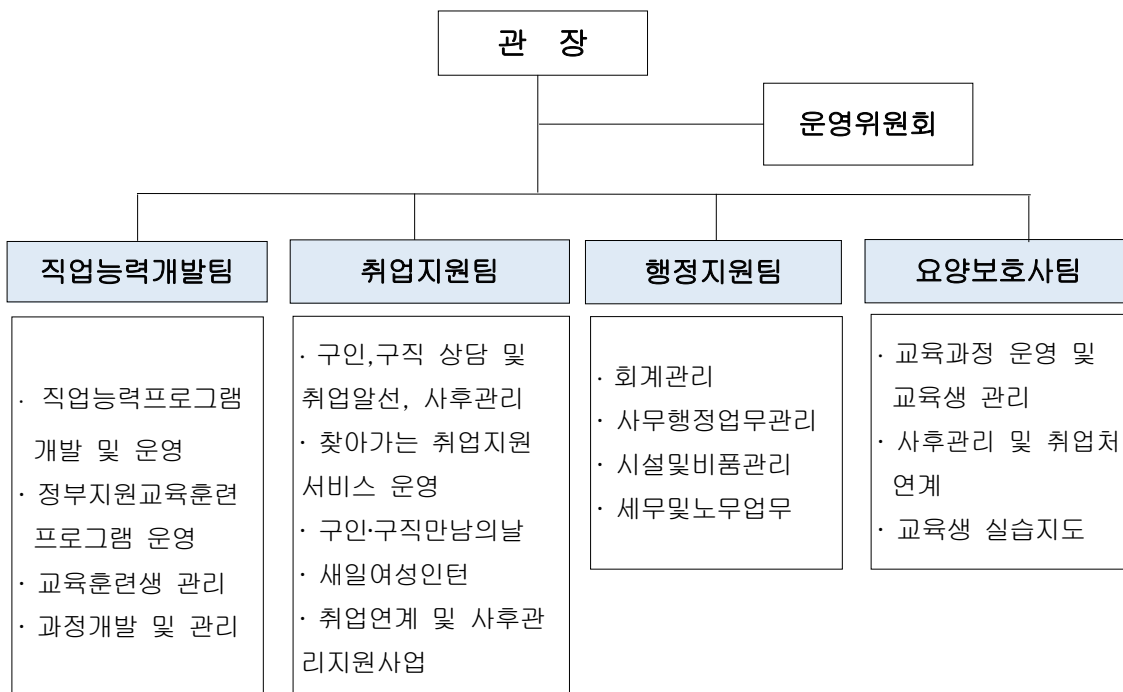 관 장
운영위원회
직업능력개발팀
· 직업능력프로그램
개발 및 운영
· 정부지원교육훈련
프로그램 운영
· 교육훈련생 관리
· 과정개발 및 관리
취업지원팀
· 구인,구직 상담 및
취업알선, 사후관리
· 찾아가는 취업지원
서비스 운영
· 구인·구직만남의날
· 새일여성인턴
· 취업연계 및 사후관
리지원사업
행정지원팀
· 회계관리
· 사무행정업무관리
· 시설및비품관리
· 세무및노무업무
요양보호사팀
· 교육과정 운영 및
교육생 관리
· 사후관리 및 취업처
연계
· 교육생 실습지도